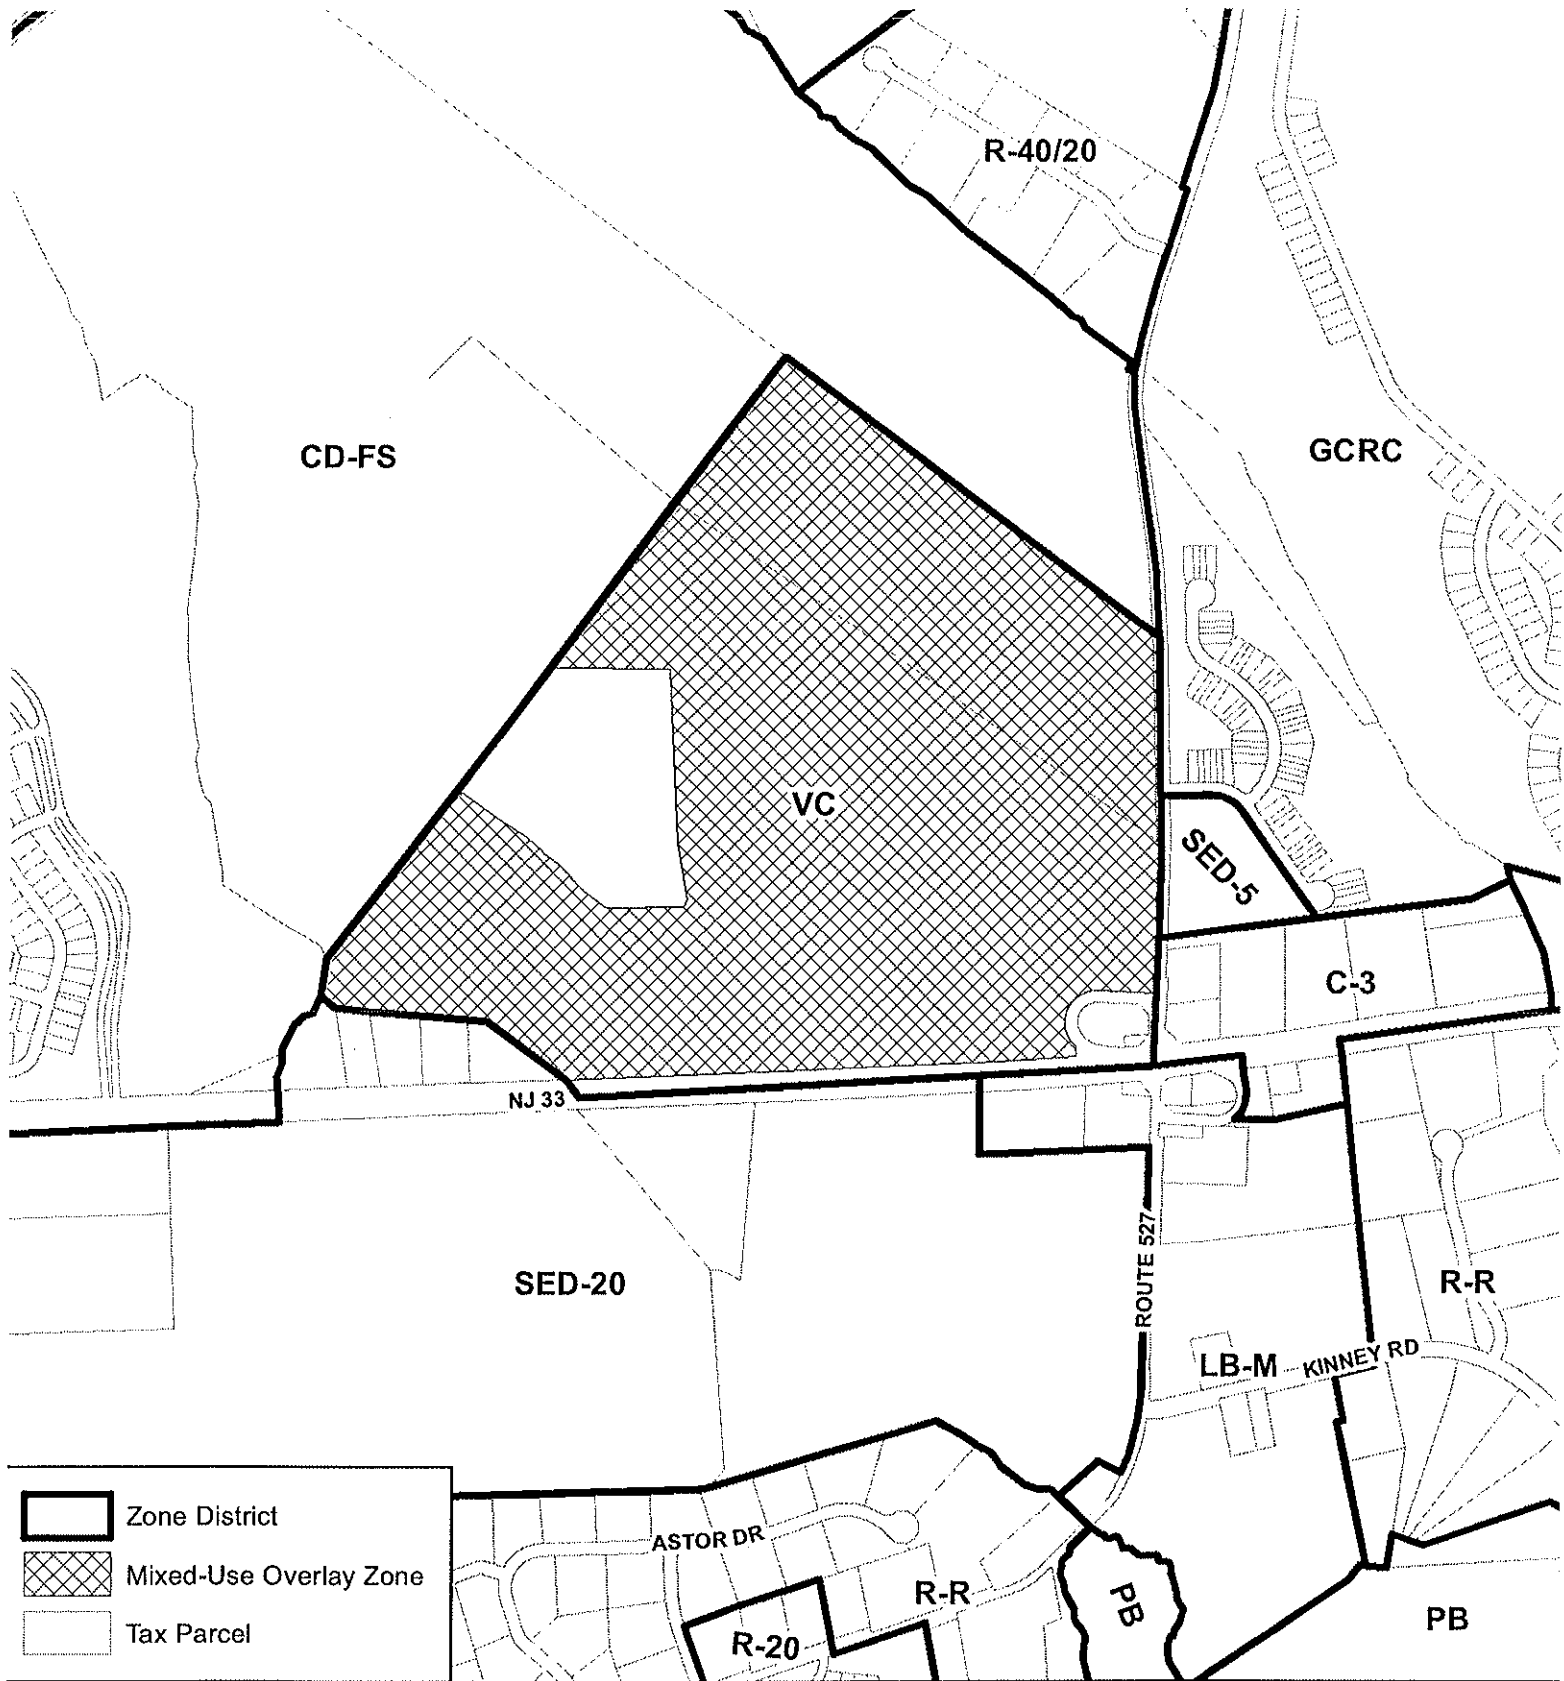 R-40/20
CD-FS
GCRC
VC
SED-5
C-3
NJ 33
ROUTE 527
SED-20
R-R
LB-M
KINNEY RD
Zone District
Mixed-Use Overlay Zone
Tax Parcel
ASTOR DR
R-R
R-20
PB
PB